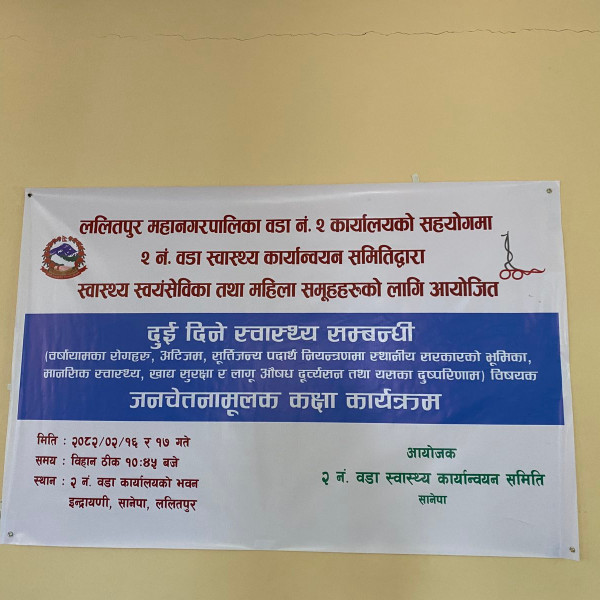 ललितपुर महानगरपालिका वडा नं. २ कार्यालयको सहयोगमा
२ नं. वडा स्वास्थ्य कार्यान्वयन समितिद्वारा
स्वास्थ्य स्वयंसेविका तथा महिला समूहहरुको लागि आयोजित
दुई दिने स्वास्थ्य सम्बन्धी
(वर्षायामका रोगहरु, अटिजम, सूर्तिजन्य पदार्थ नियन्त्रणमा स्थानीय सरकारको भूमिका,
मानसिक स्वास्थ्य, खाद्य सुरक्षा र लागू औषध दूर्व्यसन तथा यसका दुष्परिणाम) विषयक
जनचेतनामूलक कक्षा कार्यक्रम
मिति : २०८२/०२/१६ र १७ गते
समय : विहान ठीक १०:४५ बजे
स्थान : २ नं. वडा कार्यालयको भवन
इन्द्रायणी, सानेपा, ललितपुर
आयोजक
२ नं. वडा स्वास्थ्य कार्यान्वयन समिति
सानेपा